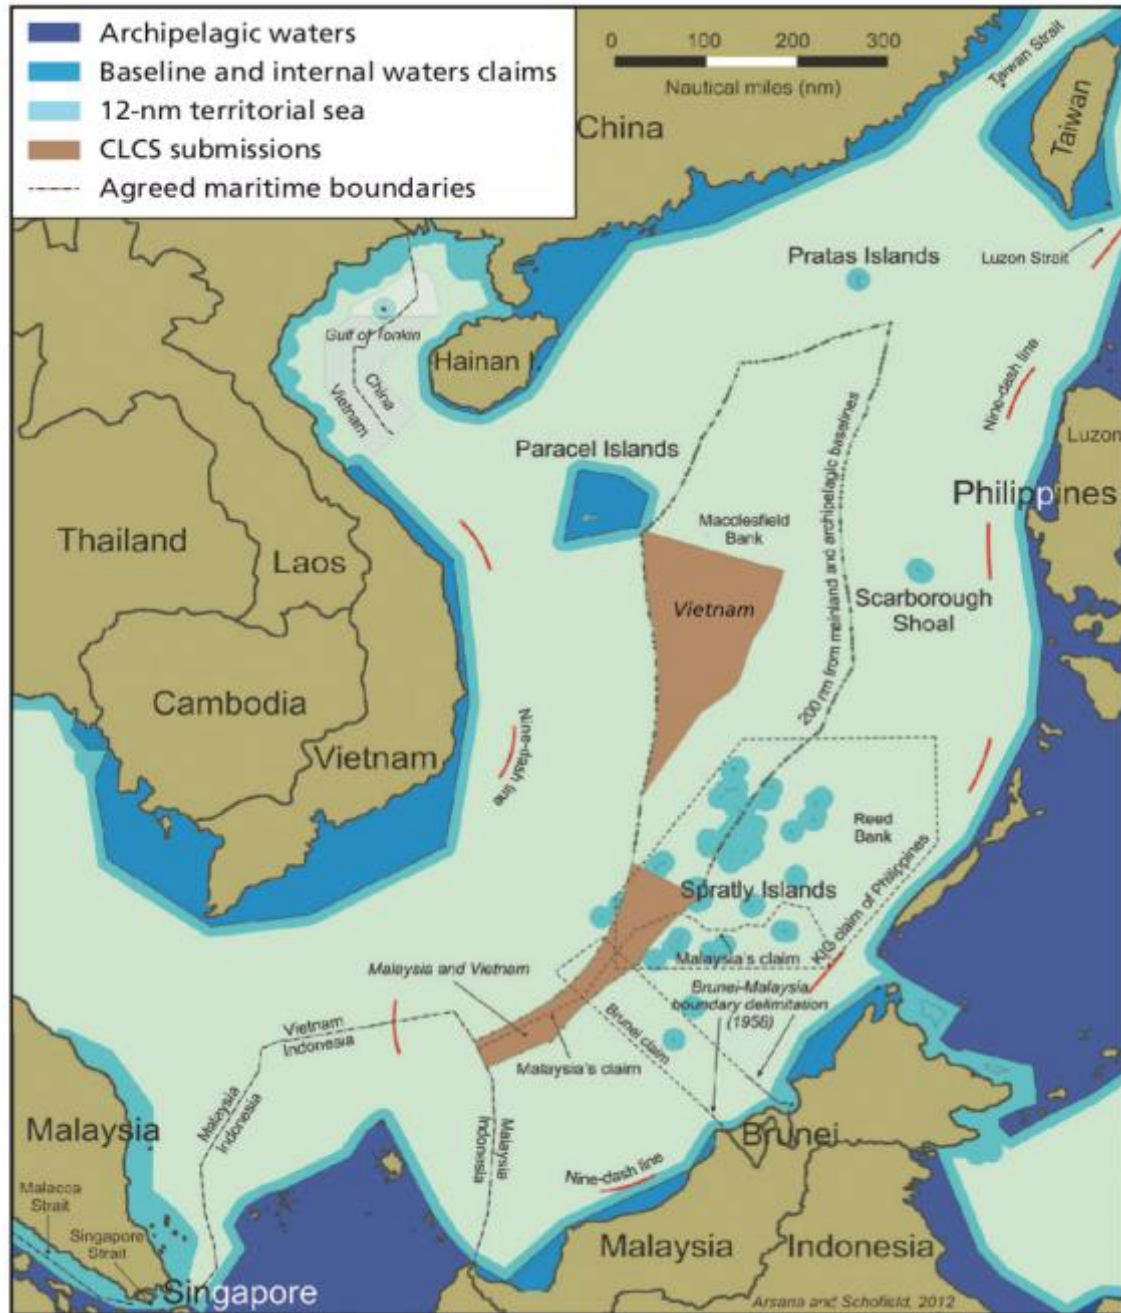 Archipelagic waters
Baseline and internal waters claims
12-nm territorial sea
CLCS submissions
Agreed maritime boundaries
0 100 200 300
Nautical miles (nm)
Taiwan Strait
China
Taiwan
Pratas Islands
Luzon Strait
Gulf of Tonkin
Hainan I.
China
Vietnam
Nine-dash line
Luzon
Paracel Islands
Philippines
Macclesfield
Bank
200 nm from mainland and archipelagic baselines
Thailand
Laos
Vietnam
Scarborough
Shoal
Cambodia
Vietnam
Nine-dash line
Reed
Bank
Spratly Islands
KIG claim of Philippines
Malaysia's claim
Malaysia and Vietnam
Brunei-Malaysia
boundary delimitation
(1958)
Brunei claim
Vietnam
Indonesia
Malaysia's claim
Malaysia
Indonesia
Malaysia
Indonesia
Malaysia
Brunei
Nine-dash line
Malacca
Strait
Singapore
Strait
Malaysia
Indonesia
Singapore
Arsana and Schofield, 2012